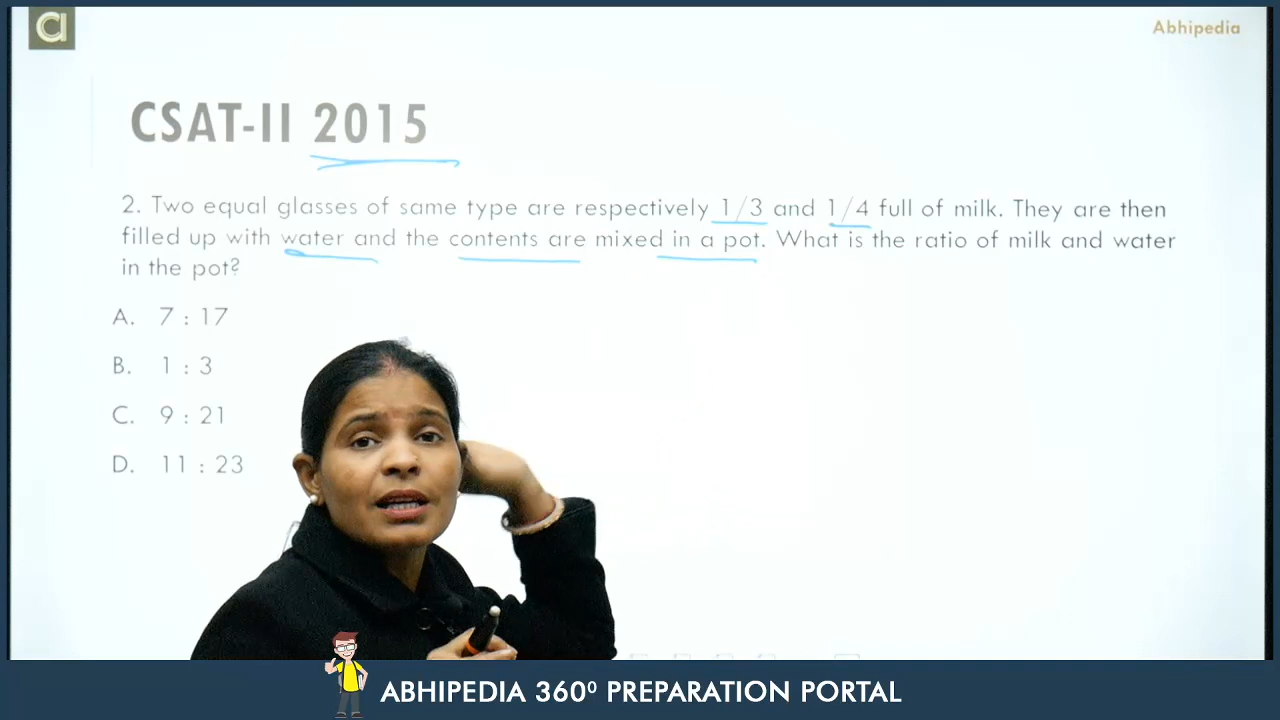 a
Abhipedia
CSAT-II 2015
2. Two equal glasses of same type are respectively 1/3 and 1/4 full of milk. They are then
filled up with water and the contents are mixed in a pot. What is the ratio of milk and water
in the pot?
A. 7 : 17
B. 1 : 3
C. 9 : 21
D. 11 : 23
ABHIPEDIA 360⁰ PREPARATION PORTAL